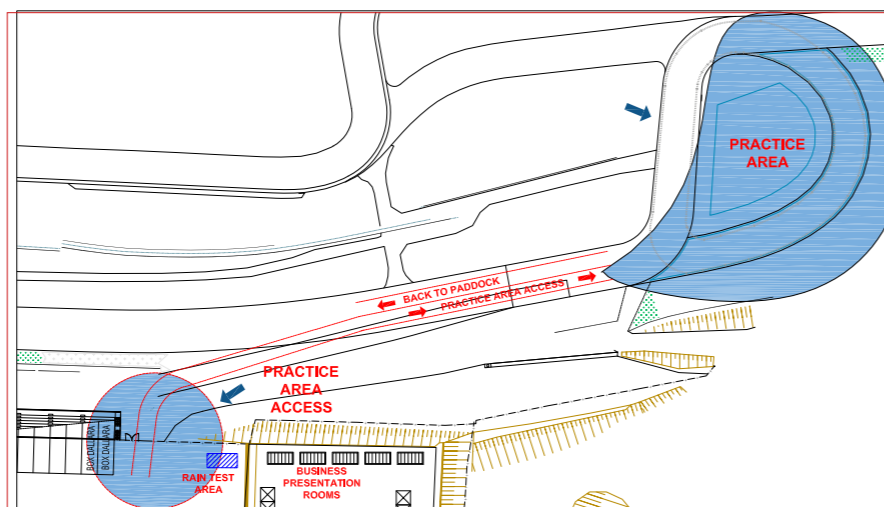 PRACTICE
AREA
BACK TO PADDOCK
PRACTICE AREA ACCESS
PRACTICE
AREA
ACCESS
BOX DALLARA
BOX DALLARA
RAIN TEST
AREA
BUSINESS
PRESENTATION
ROOMS